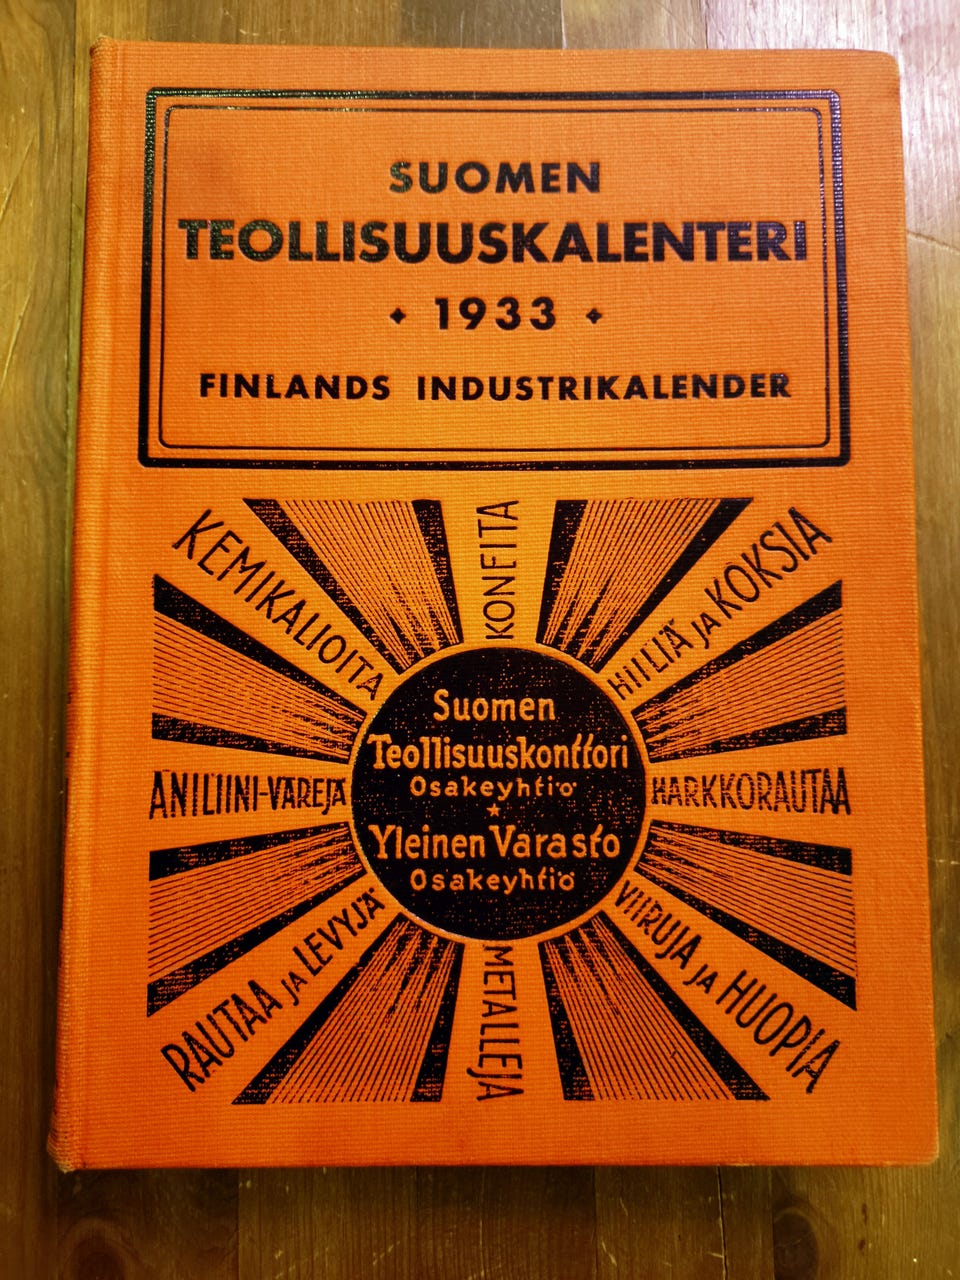 SUOMEN
TEOLLISUUSKALENTERI
1933
FINLANDS INDUSTRIKALENDER
KEMIKALIOITA
KONEITA
HIILIÄ JA KOKSIA
Suomen
Teollisuuskonttori
Osakeyhtiö
Yleinen Varasto
Osakeyhtiö
ANILIINI-VÄREJÄ
HARKKORAUTAA
RAUTAA JA LEVYJÄ
METALLEJA
VIIRUJA JA HUOPIA